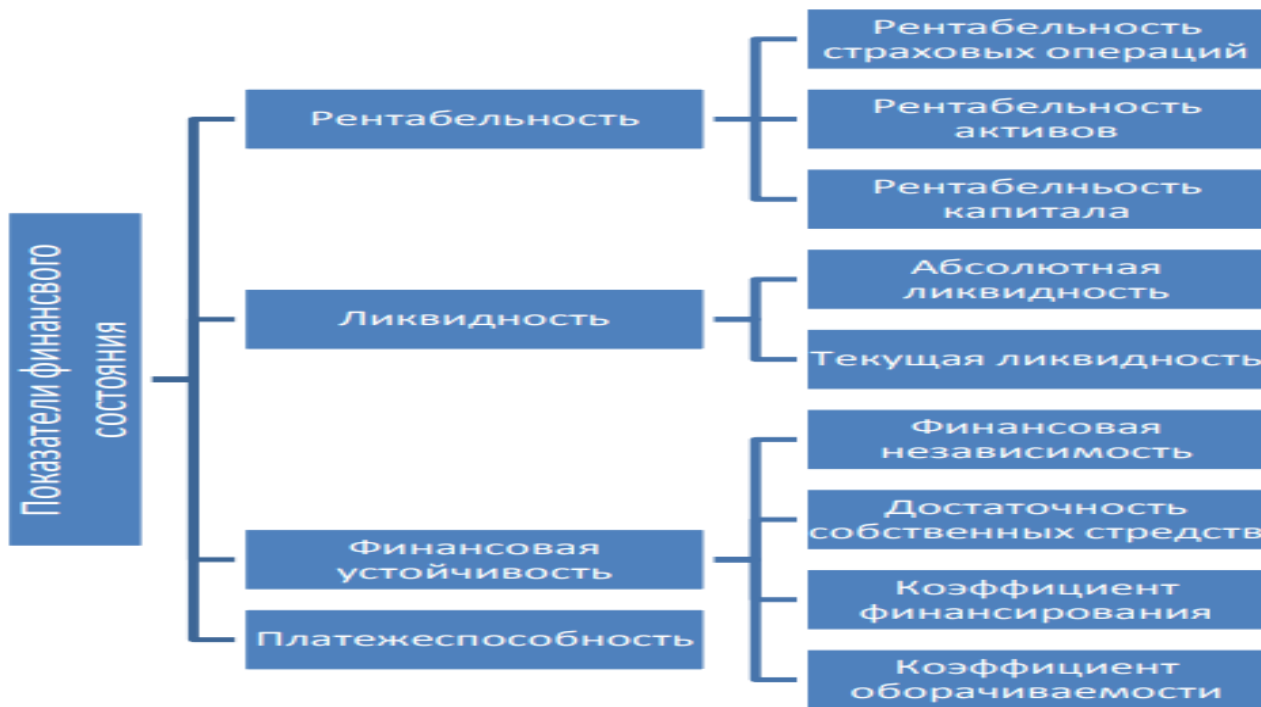 Показатели финансвого
состояния
Рентабельность
Рентабельность
страховых операций
Рентабельность
активов
Рентабелньость
капитала
Ликвидность
Абсолютная
ликвидность
Текущая ликвидность
Финансовая
устойчивость
Финансовая
независимость
Достаточность
собственных стредств
Коэффициент
финансирования
Коэффициент
оборачиваемости
Платежеспособность